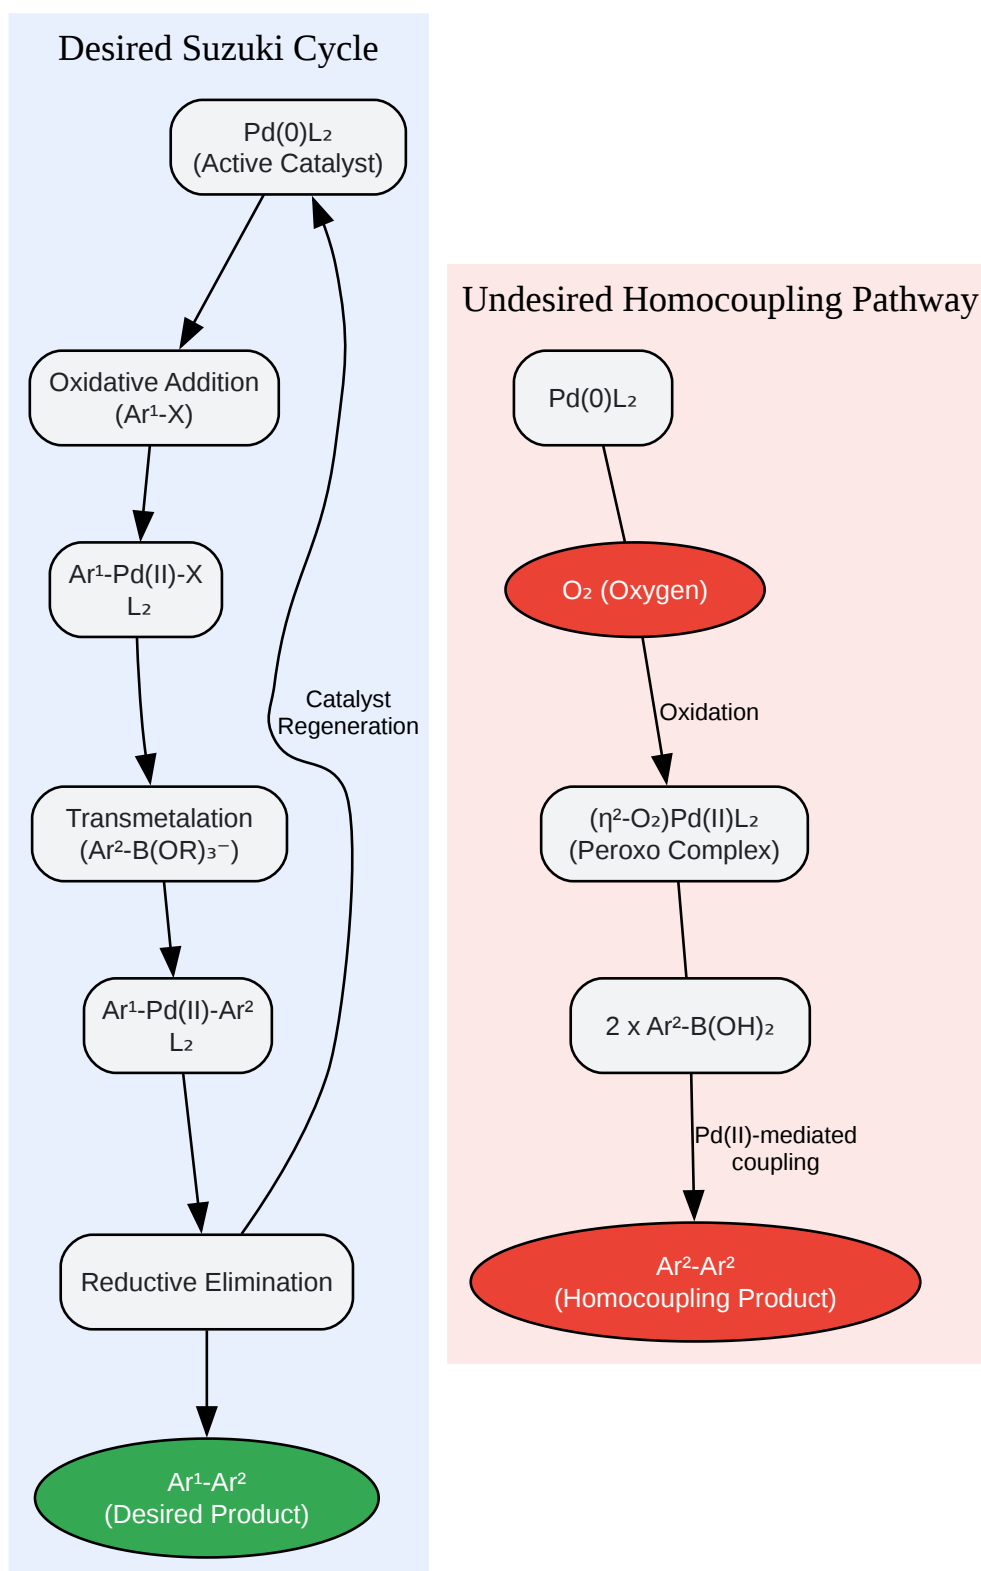 Desired Suzuki Cycle
Pd(0)L₂
(Active Catalyst)
Oxidative Addition
(Ar¹-X)
Ar¹-Pd(II)-X
L₂
Catalyst
Regeneration
Transmetalation
(Ar²-B(OR)₃⁻)
Ar¹-Pd(II)-Ar²
L₂
Reductive Elimination
Ar¹-Ar²
(Desired Product)
Undesired Homocoupling Pathway
Pd(0)L₂
O₂ (Oxygen)
Oxidation
(η²-O₂)Pd(II)L₂
(Peroxo Complex)
2 x Ar²-B(OH)₂
Pd(II)-mediated
coupling
Ar²-Ar²
(Homocoupling Product)